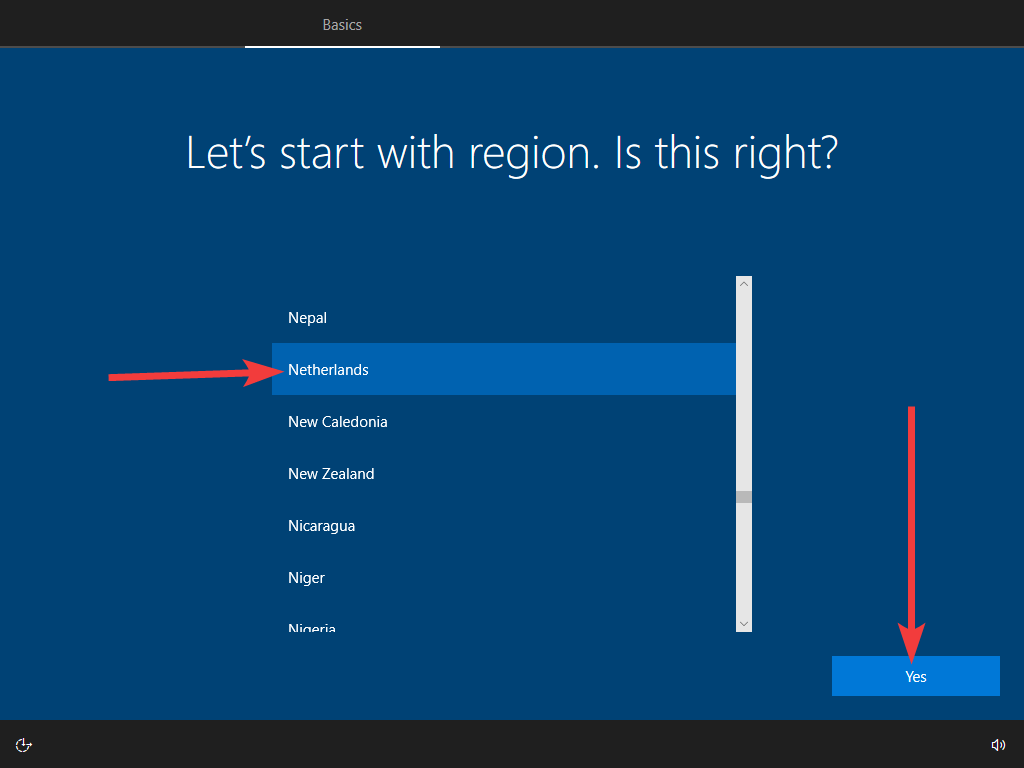 Basics
Let’s start with region. Is this right?
Nepal
Netherlands
New Caledonia
New Zealand
Nicaragua
Niger
Nigeria
Yes